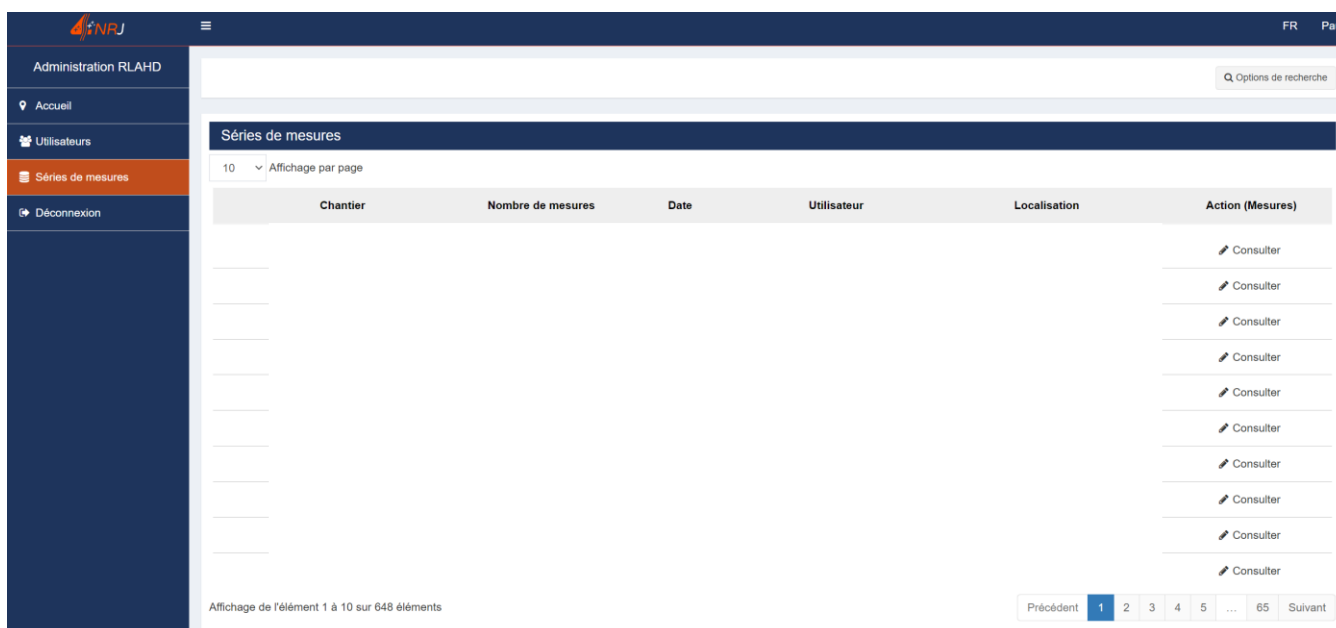 NRJ
FR Pa
Administration RLAHD
Options de recherche
Accueil
Utilisateurs
Séries de mesures
Déconnexion
Séries de mesures
10 Affichage par page
Chantier Nombre de mesures Date Utilisateur Localisation Action (Mesures)
Consulter
Consulter
Consulter
Consulter
Consulter
Consulter
Consulter
Consulter
Consulter
Consulter
Affichage de l'élément 1 à 10 sur 648 éléments
Précédent 1 2 3 4 5 … 65 Suivant